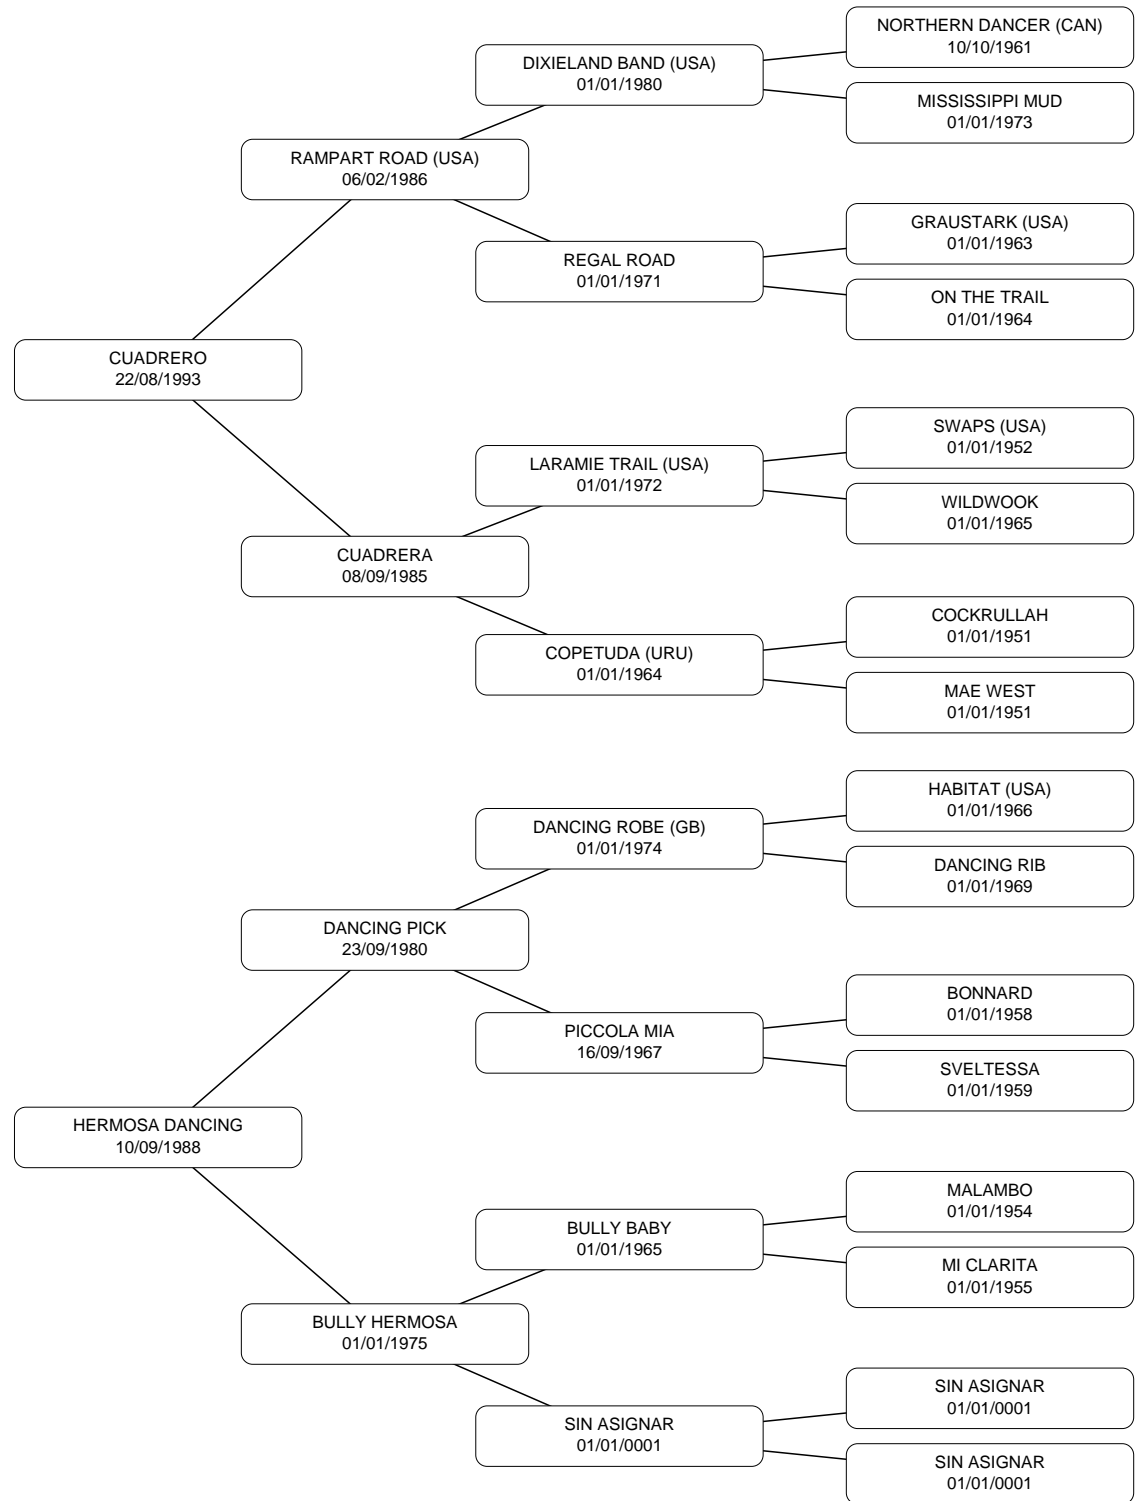 NORTHERN DANCER (CAN)
10/10/1961
DIXIELAND BAND (USA)
01/01/1980
MISSISSIPPI MUD
01/01/1973
RAMPART ROAD (USA)
06/02/1986
GRAUSTARK (USA)
01/01/1963
REGAL ROAD
01/01/1971
ON THE TRAIL
01/01/1964
CUADRERO
22/08/1993
SWAPS (USA)
01/01/1952
LARAMIE TRAIL (USA)
01/01/1972
WILDWOOK
01/01/1965
CUADRERA
08/09/1985
COCKRULLAH
01/01/1951
COPETUDA (URU)
01/01/1964
MAE WEST
01/01/1951
HABITAT (USA)
01/01/1966
DANCING ROBE (GB)
01/01/1974
DANCING RIB
01/01/1969
DANCING PICK
23/09/1980
BONNARD
01/01/1958
PICCOLA MIA
16/09/1967
SVELTESSA
01/01/1959
HERMOSA DANCING
10/09/1988
MALAMBO
01/01/1954
BULLY BABY
01/01/1965
MI CLARITA
01/01/1955
BULLY HERMOSA
01/01/1975
SIN ASIGNAR
01/01/0001
SIN ASIGNAR
01/01/0001
SIN ASIGNAR
01/01/0001